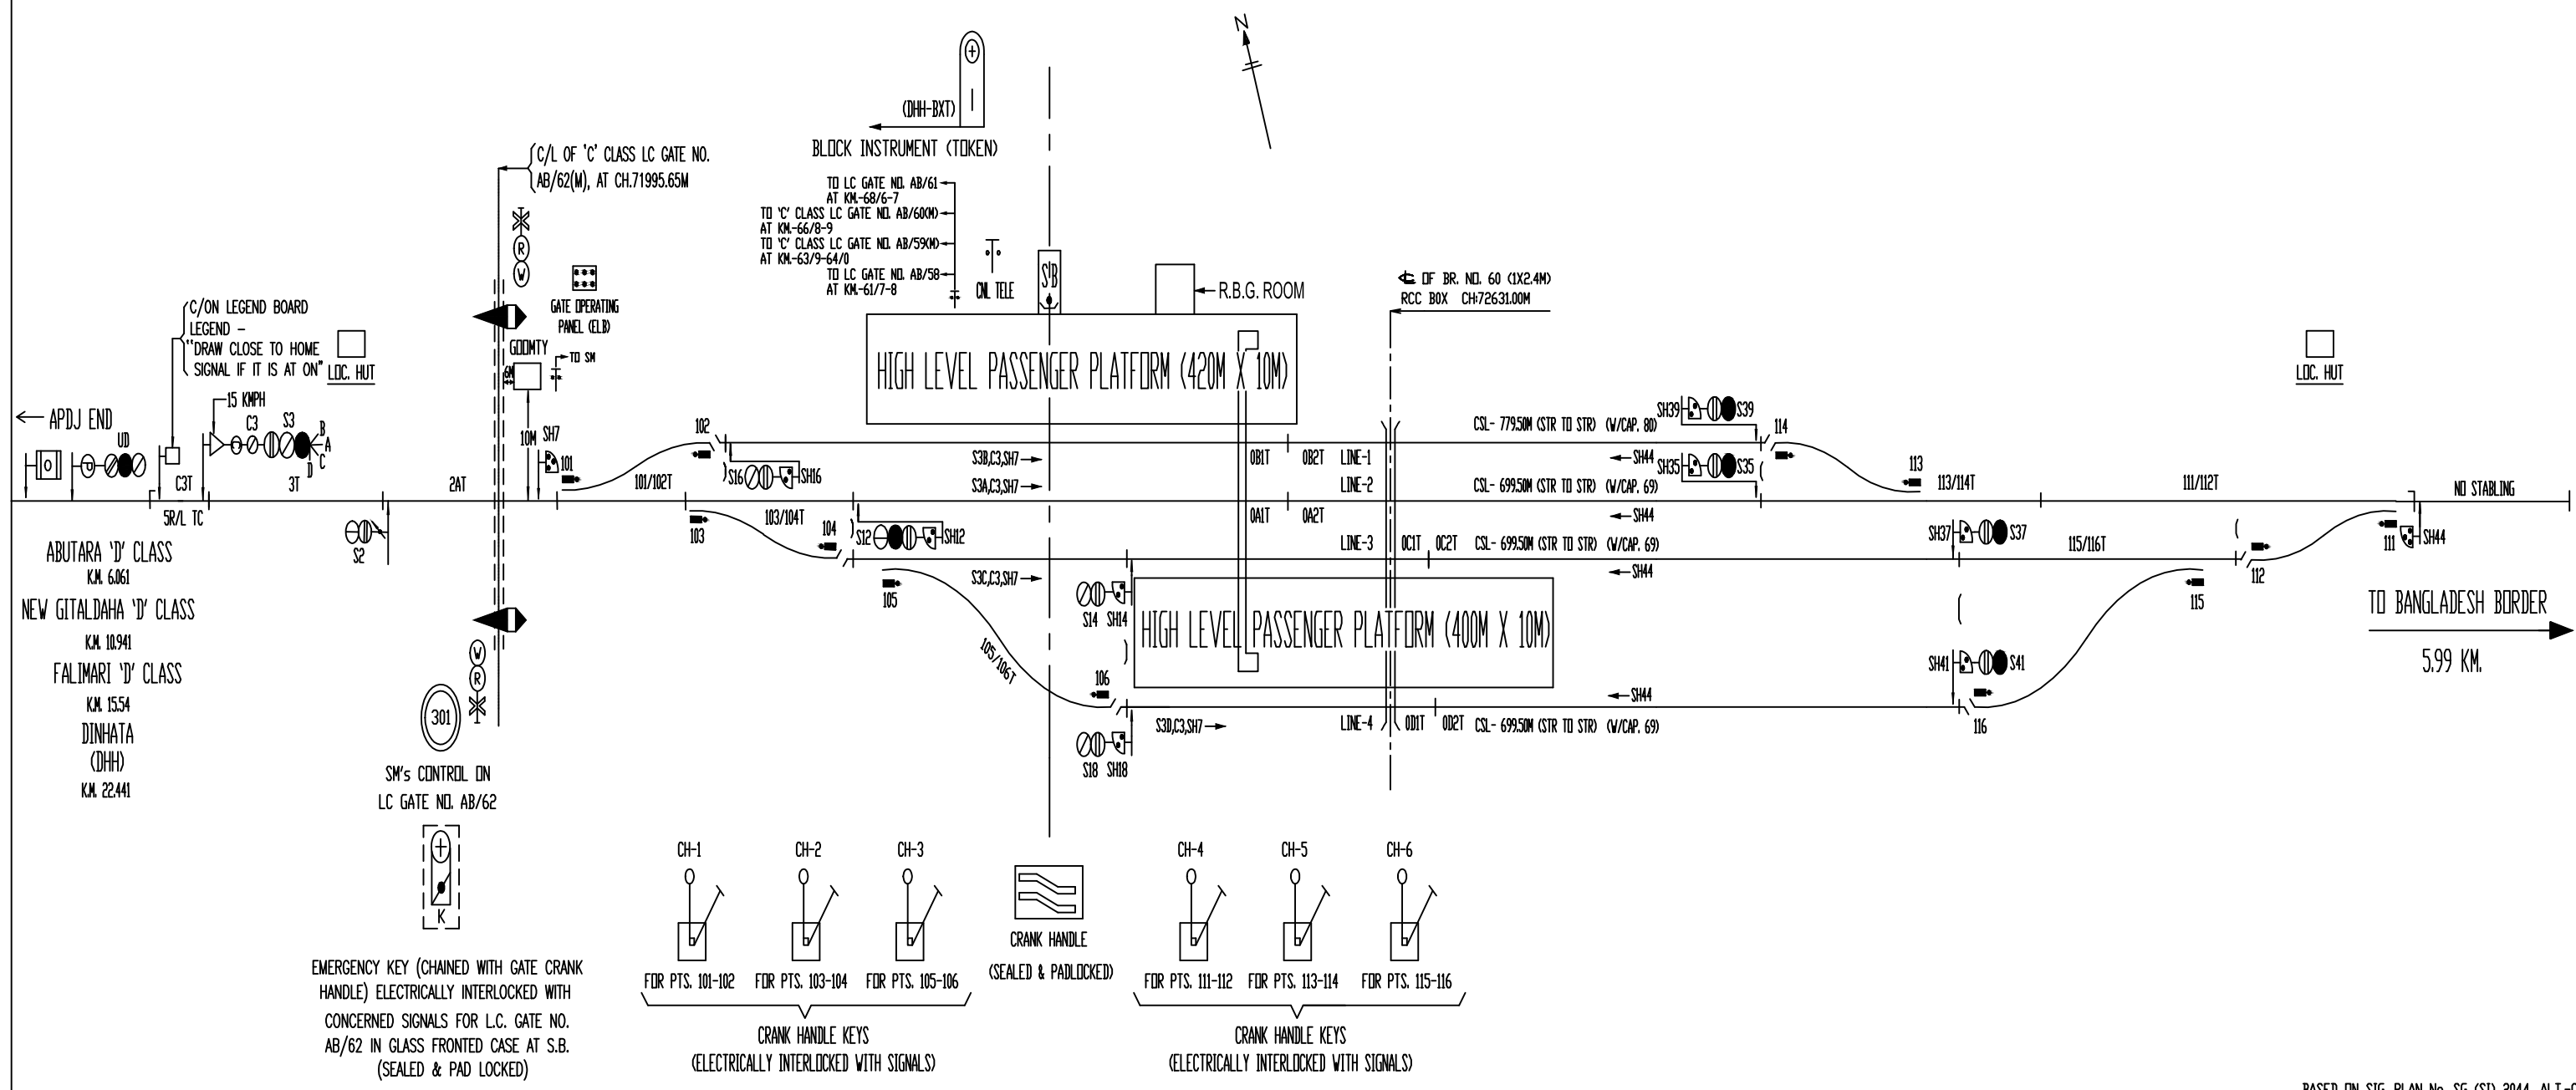 N
(DHH-BXT)
BLOCK INSTRUMENT (TOKEN)
C/L OF 'C' CLASS LC GATE NO.
AB/62(M), AT CH.71995.65M
R
W
TO LC GATE NO. AB/61
AT KM.-68/6-7
TO 'C' CLASS LC GATE NO. AB/60(M)
AT KM.-66/8-9
TO 'C' CLASS LC GATE NO. AB/59(M)
AT KM.-63/9-64/0
TO LC GATE NO. AB/58
AT KM.-61/7-8
CNL TELE
S'B
R.B.G. ROOM
℄ OF BR. NO. 60 (1X2.4M)
RCC BOX CH:72631.00M
GATE OPERATING
PANEL (ELB)
GOOMTY
TO SM
6M
10M
C/ON LEGEND BOARD
LEGEND -
"DRAW CLOSE TO HOME
SIGNAL IF IT IS AT ON"
LOC. HUT
LOC. HUT
HIGH LEVEL PASSENGER PLATFORM (420M X 10M)
← APDJ END
UD
15 KMPH
C3
S3
B
A
C
D
C3T
3T
2AT
5R/L TC
S2
SH7
101
102
101/102T
S16
SH16
S3B,C3,SH7
0B1T
0B2T
LINE-1
CSL- 779.50M (STR TO STR) (W/CAP. 80)
SH39
S39
114
SH44
S3A,C3,SH7
LINE-2
CSL- 699.50M (STR TO STR) (W/CAP. 69)
SH35
S35
113
113/114T
111/112T
NO STABLING
103
103/104T
104
S12
SH12
0A1T
0A2T
SH44
LINE-3
0C1T
0C2T
CSL- 699.50M (STR TO STR) (W/CAP. 69)
SH37
S37
115/116T
112
111
SH44
S3C,C3,SH7
SH44
105
105/106T
106
S14
SH14
HIGH LEVEL PASSENGER PLATFORM (400M X 10M)
SH41
S41
115
116
SH44
S3D,C3,SH7
LINE-4
0D1T
0D2T
CSL- 699.50M (STR TO STR) (W/CAP. 69)
S18
SH18
TO BANGLADESH BORDER
5.99 KM.
ABUTARA 'D' CLASS
K.M. 6.061
NEW GITALDAHA 'D' CLASS
K.M. 10.941
FALIMARI 'D' CLASS
K.M. 15.54
DINHATA
(DHH)
K.M. 22.441
W
R
301
SM's CONTROL ON
LC GATE NO. AB/62
K
EMERGENCY KEY (CHAINED WITH GATE CRANK
HANDLE) ELECTRICALLY INTERLOCKED WITH
CONCERNED SIGNALS FOR L.C. GATE NO.
AB/62 IN GLASS FRONTED CASE AT S.B.
(SEALED & PAD LOCKED)
CH-1
CH-2
CH-3
FOR PTS. 101-102
FOR PTS. 103-104
FOR PTS. 105-106
CRANK HANDLE KEYS
(ELECTRICALLY INTERLOCKED WITH SIGNALS)
CRANK HANDLE
(SEALED & PADLOCKED)
CH-4
CH-5
CH-6
FOR PTS. 111-112
FOR PTS. 113-114
FOR PTS. 115-116
CRANK HANDLE KEYS
(ELECTRICALLY INTERLOCKED WITH SIGNALS)